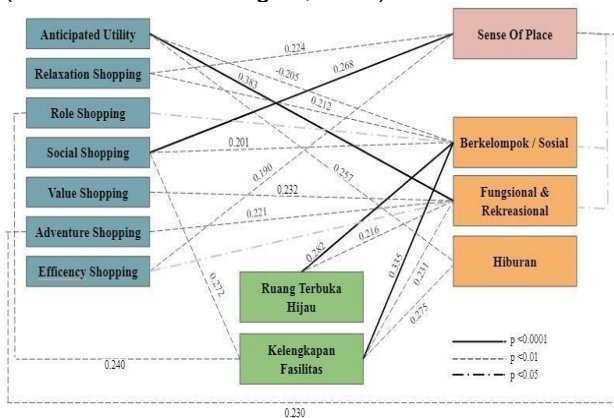 Anticipated Utility
Relaxation Shopping
Role Shopping
Social Shopping
Value Shopping
Adventure Shopping
Efficency Shopping
Sense Of Place
Berkelompok / Sosial
Fungsional &
Rekreasional
Hiburan
Ruang Terbuka
Hijau
Kelengkapan
Fasilitas
0.224
-0.205
0.268
0.383
0.212
0.201
0.190
0.257
0.232
0.221
0.282
0.216
0.335
0.231
0.275
0.272
0.240
0.230
p <0.0001
p <0.01
p <0.05